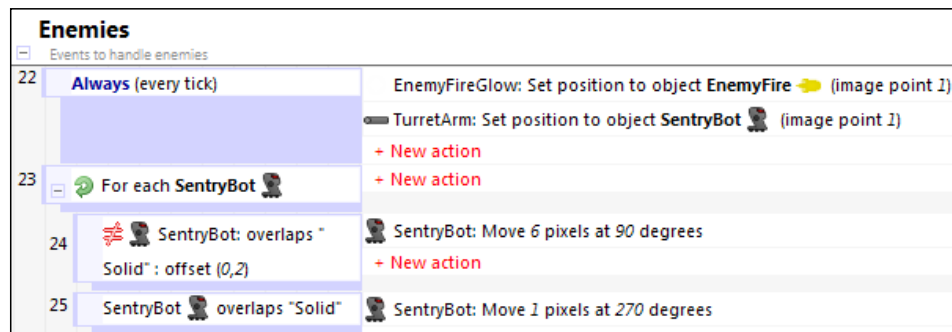 Enemies
Events to handle enemies
22 Always (every tick) EnemyFireGlow: Set position to object EnemyFire (image point 1)
TurretArm: Set position to object SentryBot (image point 1)
+ New action
23 For each SentryBot + New action
24 SentryBot: overlaps " SentryBot: Move 6 pixels at 90 degrees
Solid" : offset (0,2) + New action
25 SentryBot overlaps "Solid" SentryBot: Move 1 pixels at 270 degrees